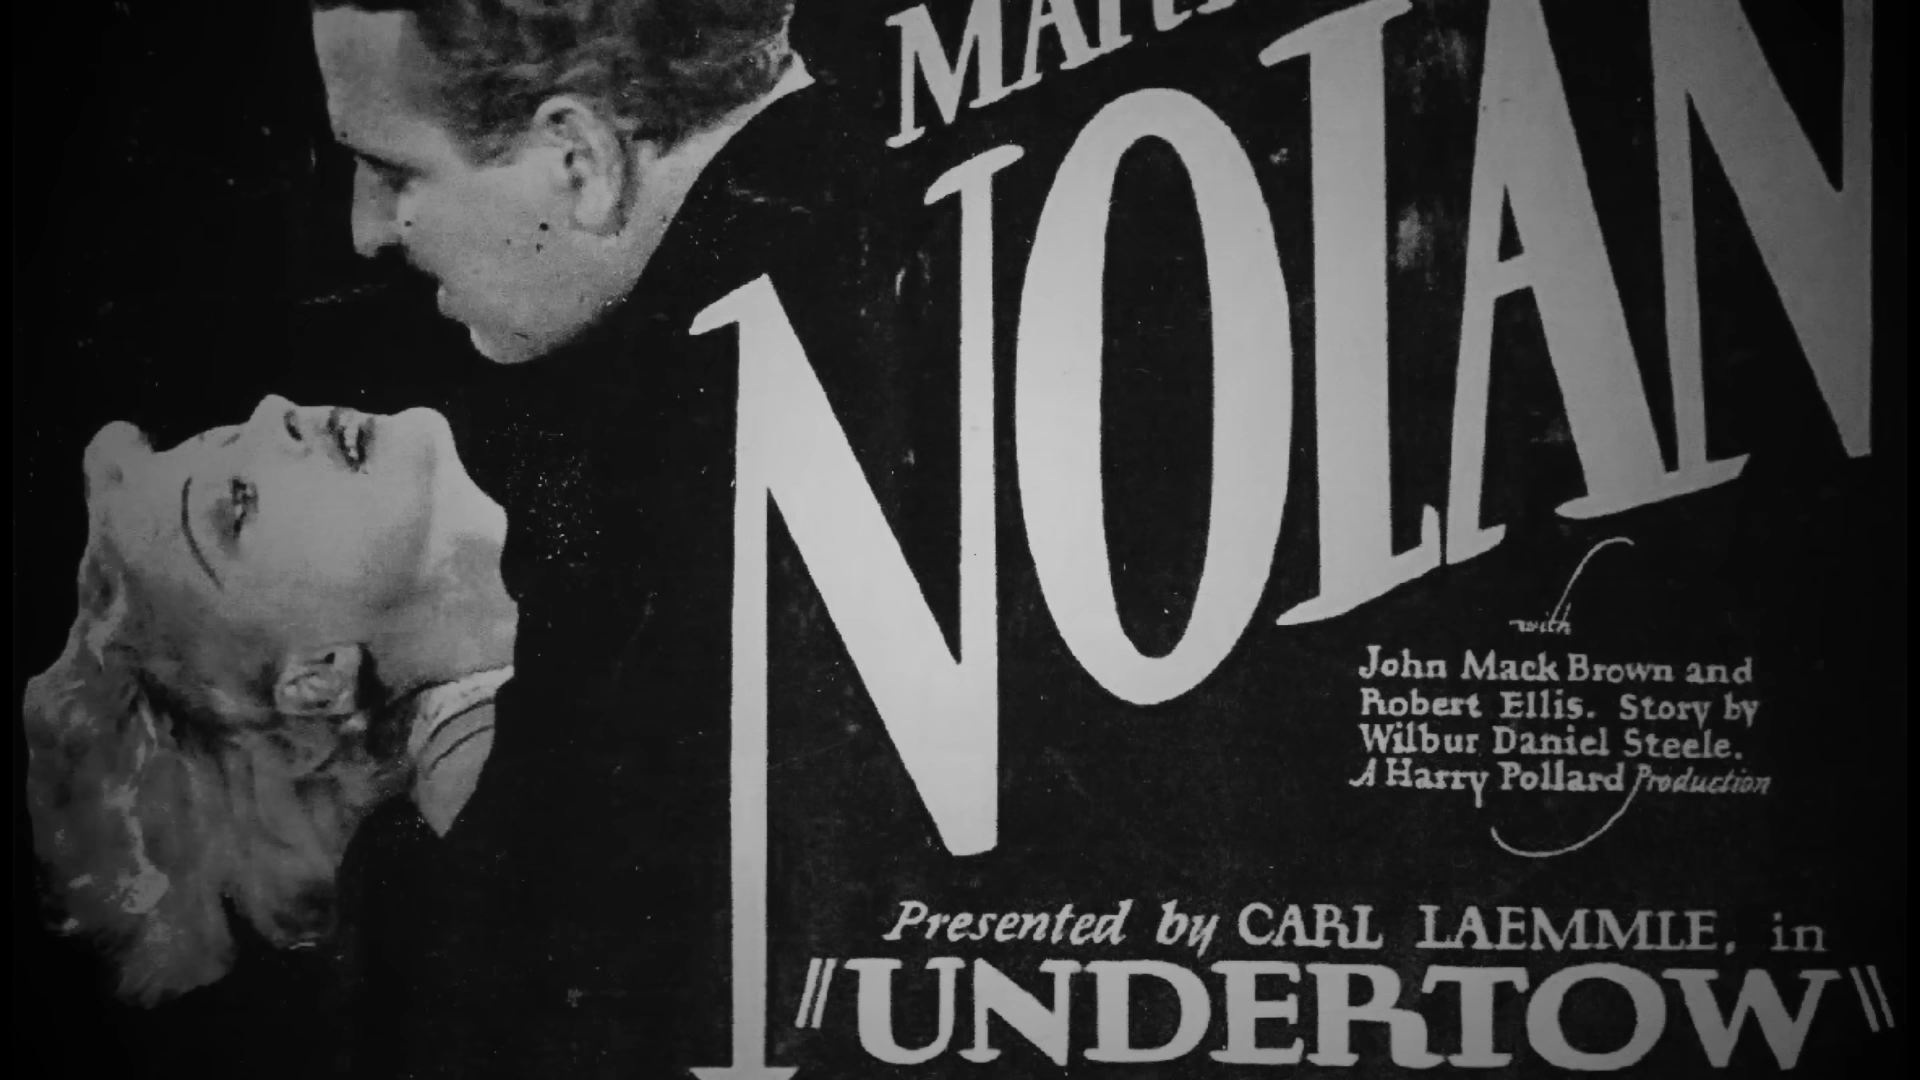 NOLAN
with
John Mack Brown and
Robert Ellis. Story by
Wilbur Daniel Steele.
A Harry Pollard Production
Presented by CARL LAEMMLE, in
"UNDERTOW"